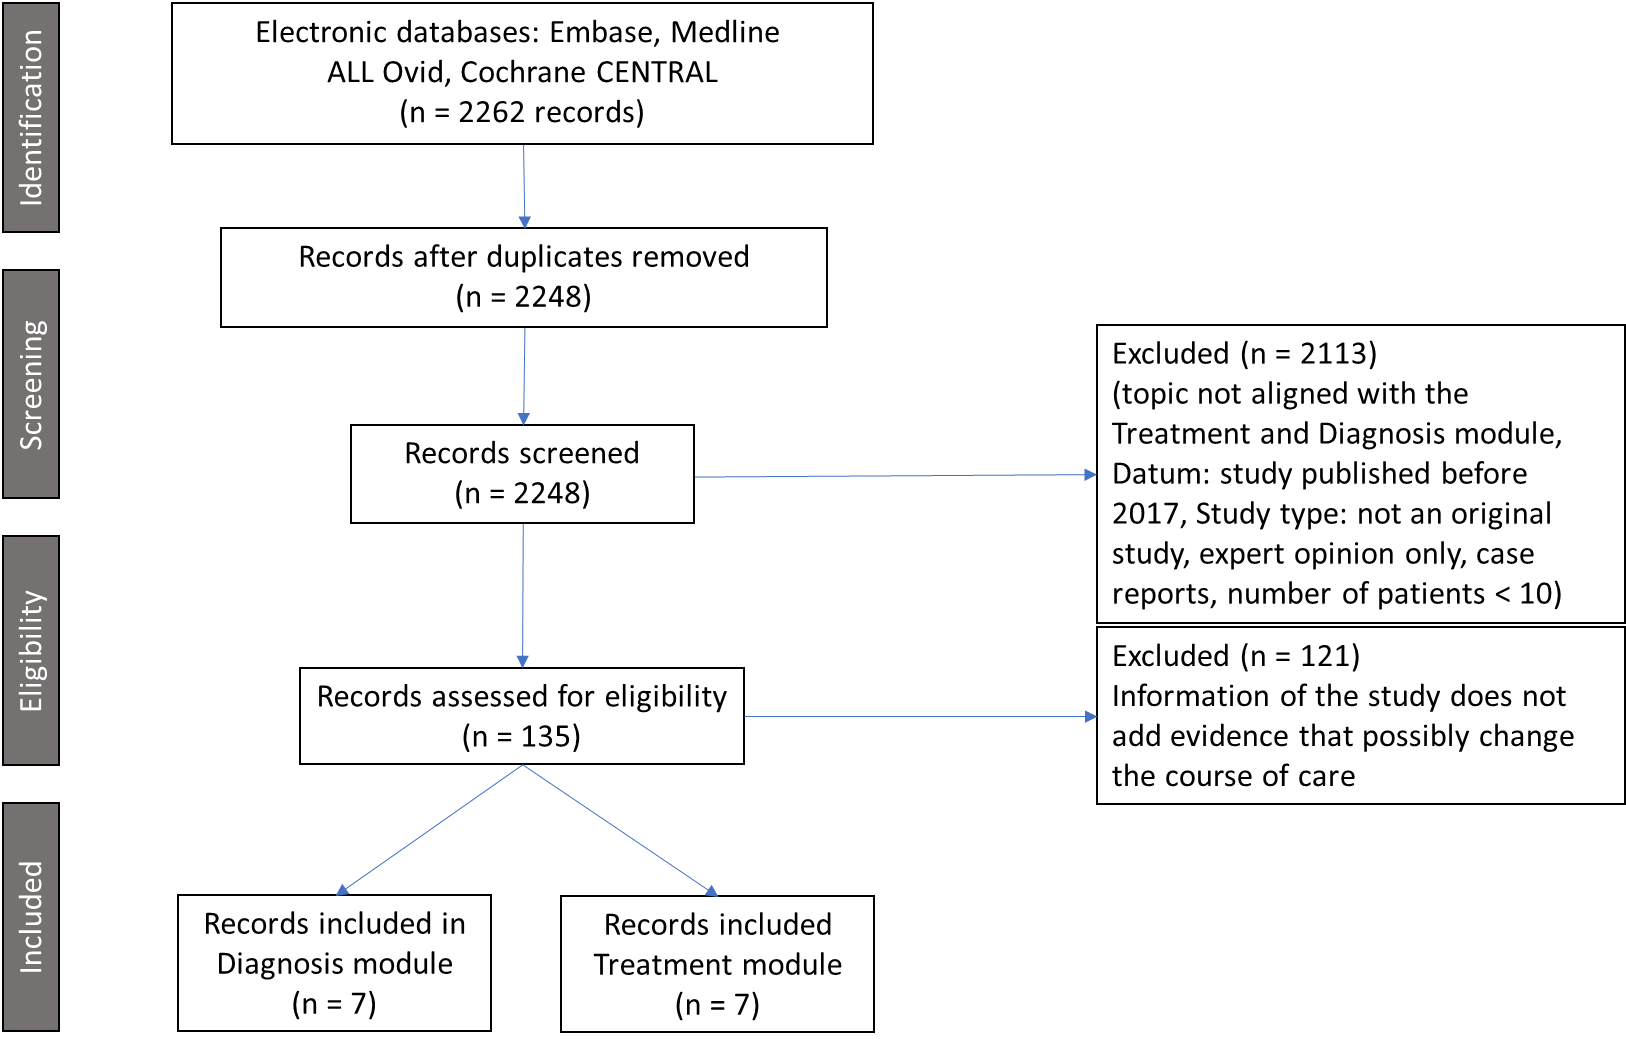 Identification
Electronic databases: Embase, Medline
ALL Ovid, Cochrane CENTRAL
(n = 2262 records)
Records after duplicates removed
(n = 2248)
Screening
Records screened
(n = 2248)
Excluded (n = 2113)
(topic not aligned with the
Treatment and Diagnosis module,
Datum: study published before
2017, Study type: not an original
study, expert opinion only, case
reports, number of patients < 10)
Eligibility
Records assessed for eligibility
(n = 135)
Excluded (n = 121)
Information of the study does not
add evidence that possibly change
the course of care
Included
Records included in
Diagnosis module
(n = 7)
Records included
Treatment module
(n = 7)